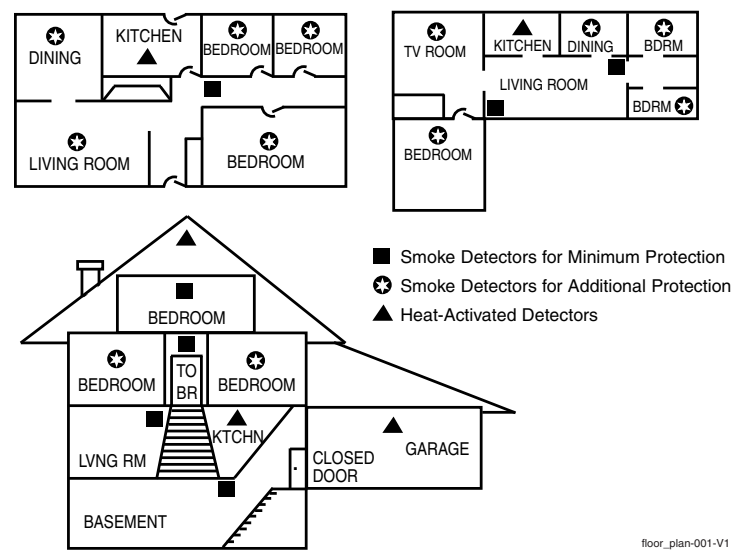 DINING
KITCHEN
BEDROOM
BEDROOM
LIVING ROOM
BEDROOM
TV ROOM
KITCHEN
DINING
BDRM
LIVING ROOM
BDRM
BEDROOM
Smoke Detectors for Minimum Protection
Smoke Detectors for Additional Protection
Heat-Activated Detectors
BEDROOM
BEDROOM
TO
BR
BEDROOM
LVNG RM
KTCHN
CLOSED
DOOR
GARAGE
BASEMENT
floor_plan-001-V1